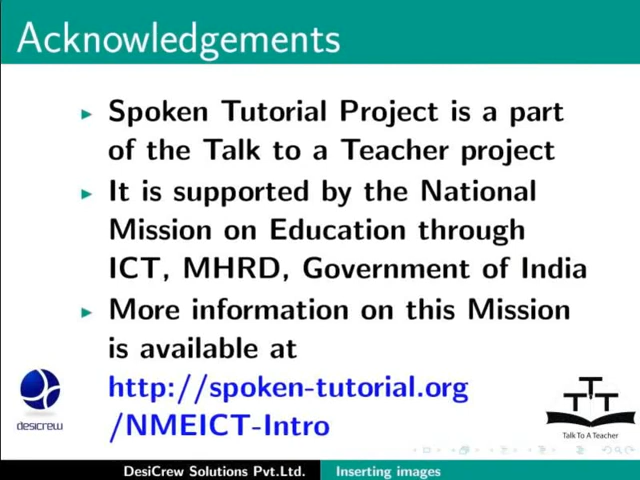 Acknowledgements
Spoken Tutorial Project is a part
of the Talk to a Teacher project
It is supported by the National
Mission on Education through
ICT, MHRD, Government of India
More information on this Mission
is available at
http://spoken-tutorial.org
/NMEICT-Intro
desicrew
TTT
Talk To A Teacher
DesiCrew Solutions Pvt.Ltd.
Inserting images